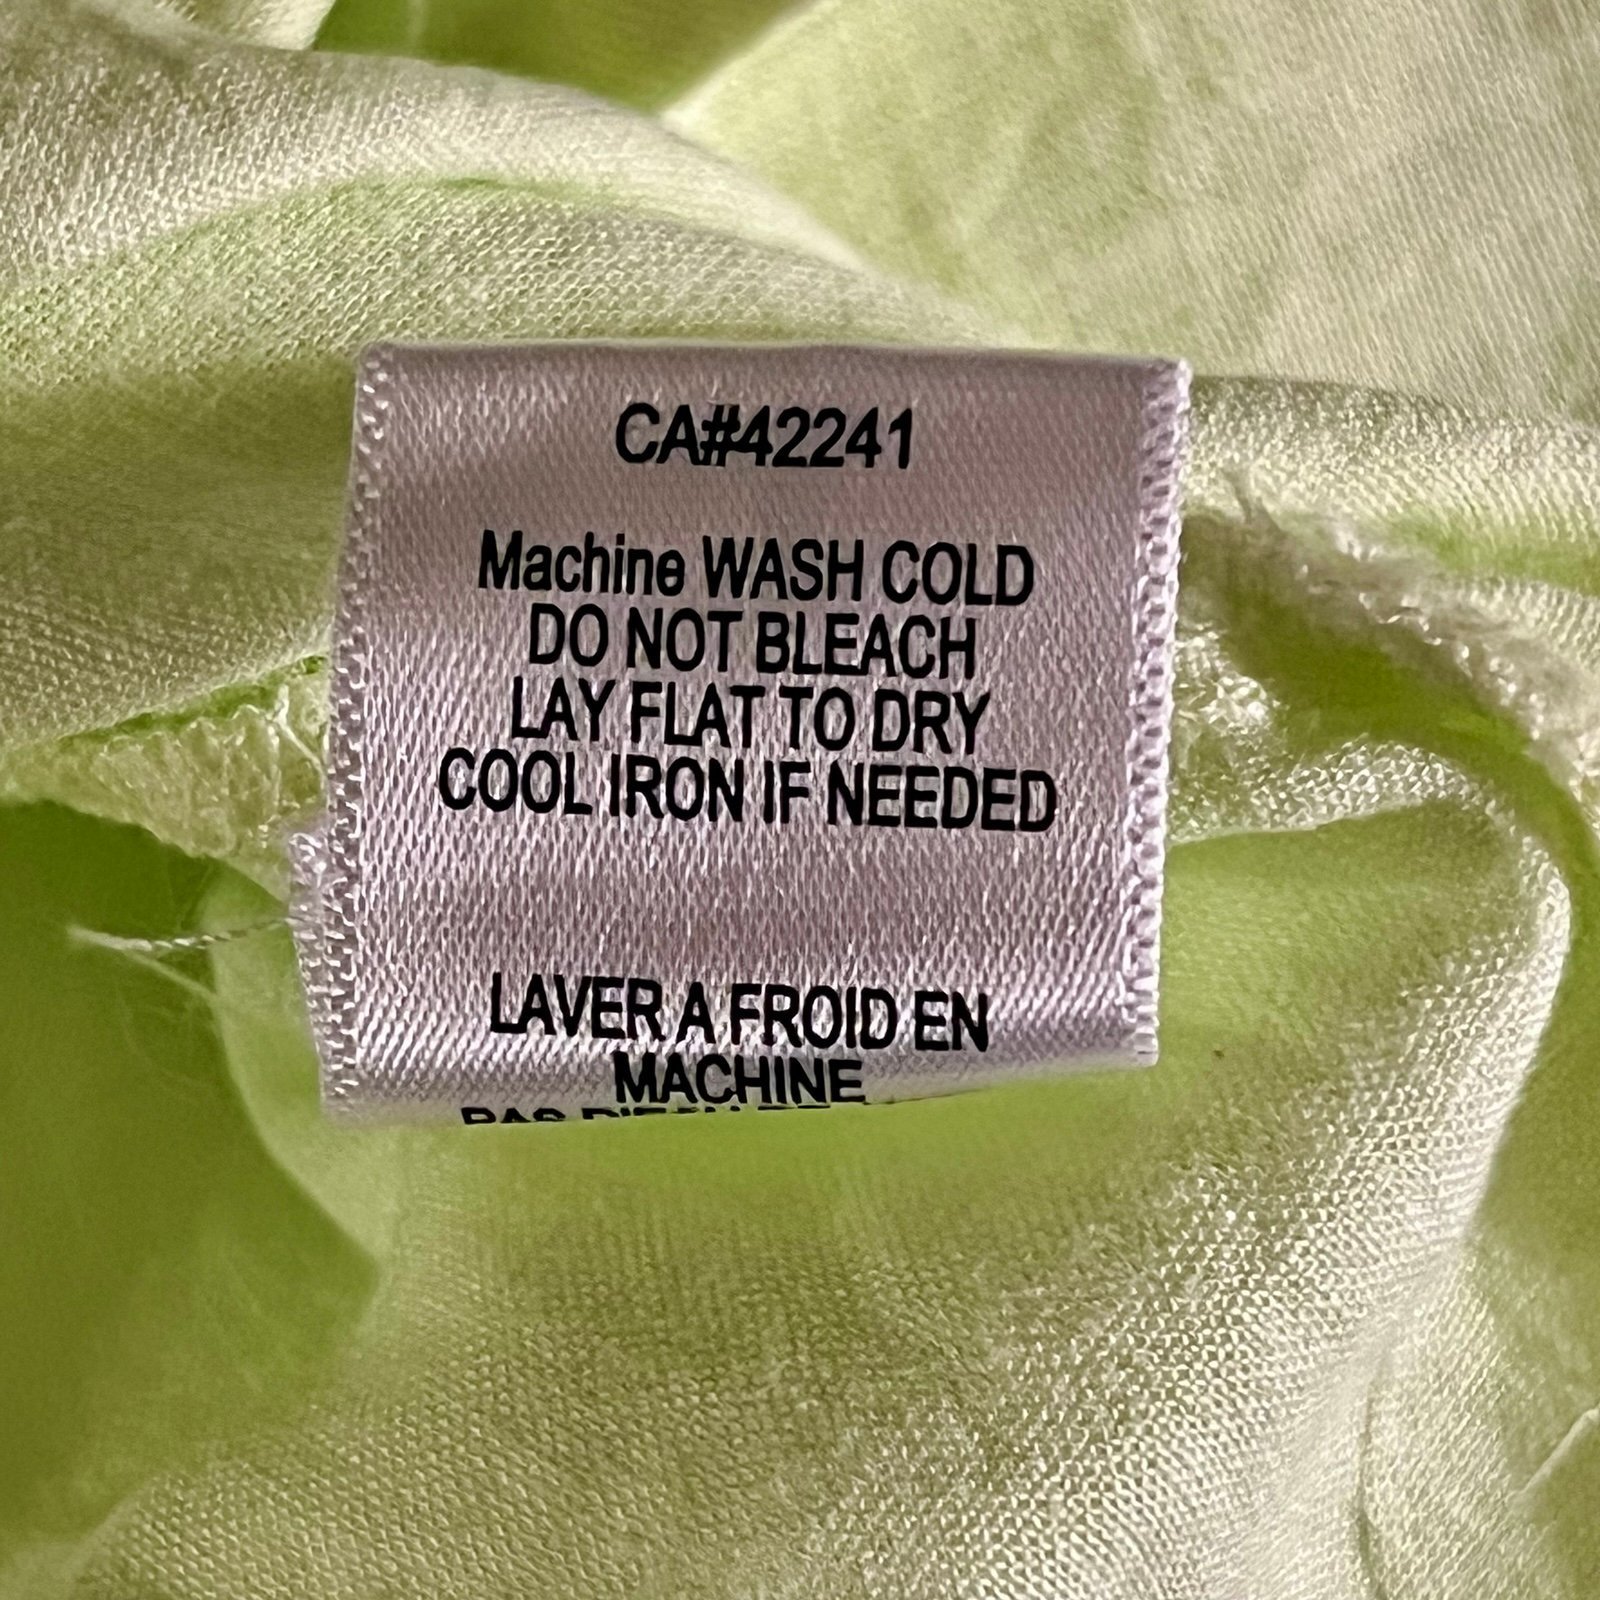 CA#42241
Machine WASH COLD
DO NOT BLEACH
LAY FLAT TO DRY
COOL IRON IF NEEDED
LAVER A FROID EN
MACHINE
PAS